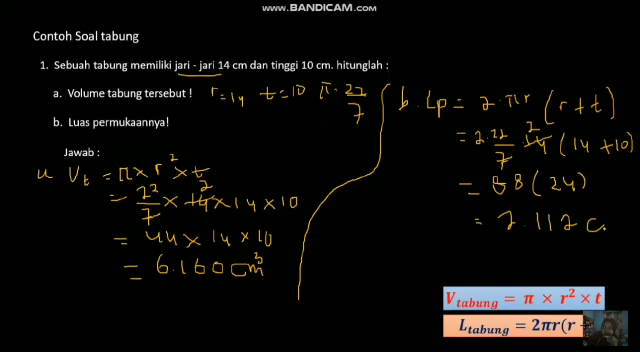 WWW.BANDICAM.COM
Contoh Soal tabung
1. Sebuah tabung memiliki jari - jari 14 cm dan tinggi 10 cm. hitunglah :
a. Volume tabung tersebut ! r = 14 t = 10 π = 22/7
b. Luas permukaannya!
Jawab :
a Vt = π × r² × t
= 22/7 × 14 2 × 14 × 10
= 44 × 14 × 10
= 6.160 cm³
b. Lp = 2·πr (r + t)
= 2·22/7 14 2 (14 + 10)
= 88 (24)
= 2.112 c
V tabung = π × r² × t
L tabung = 2πr(r